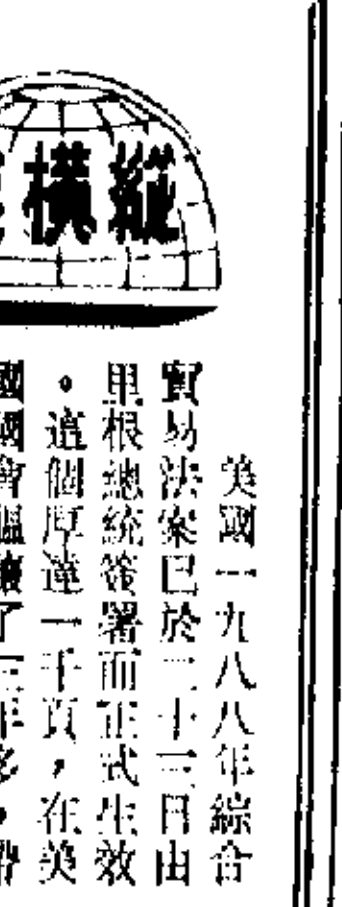 縱橫
美國一九八八年綜合
貿易法案已於二十三日由
里根總統簽署而正式生效
。這個厚達一千頁，在美
國國會醞釀了三年多，